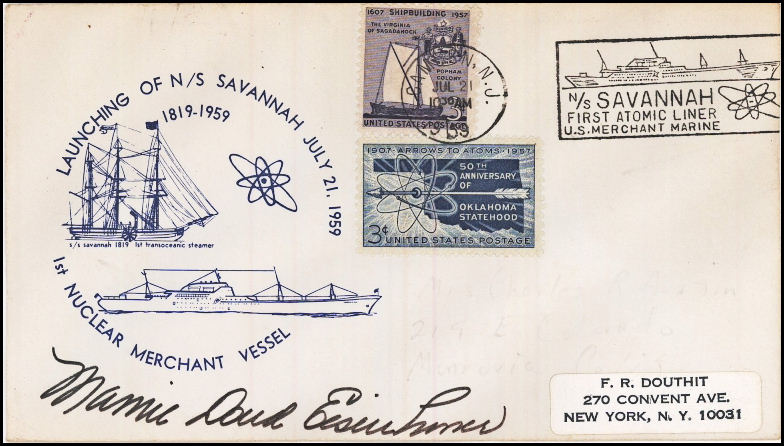 LAUNCHING OF N/S SAVANNAH JULY 21, 1959
1819-1959
s/s savannah 1819 1st transoceanic steamer
1st NUCLEAR MERCHANT VESSEL
1607 SHIPBUILDING 1957
THE VIRGINIA OF SAGADAHOCK
POPHAM COLONY
3¢
UNITED STATES POSTAGE
CAMDEN, N.J.
JUL 21
10 30 AM
1959
1907·ARROWS TO ATOMS·1957
50TH
ANNIVERSARY
OF
OKLAHOMA
STATEHOOD
3¢ UNITED STATES POSTAGE
N/S SAVANNAH
FIRST ATOMIC LINER
U.S. MERCHANT MARINE
Mamie Doud Eisenhower
F. R. DOUTHIT
270 CONVENT AVE.
NEW YORK, N. Y. 10031